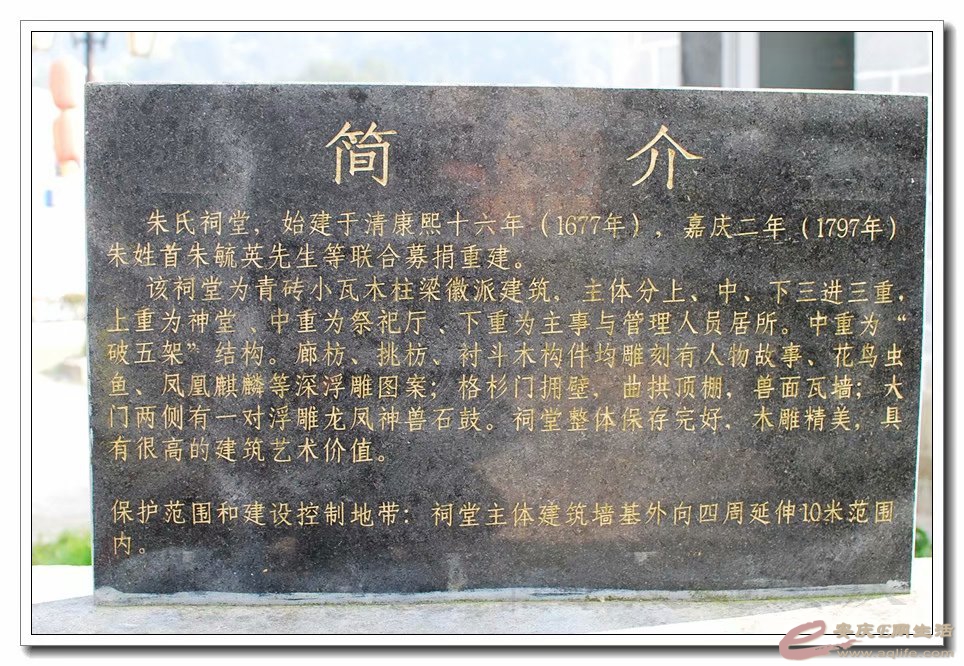 简介
朱氏祠堂，始建于清康熙十六年（1677年），嘉庆二年（1797年）
朱姓首朱毓英先生等联合募捐重建。
该祠堂为青砖小瓦木柱梁徽派建筑，主体分上、中、下三进三重，
上重为神堂、中重为祭祀厅、下重为主事与管理人员居所。中重为“
破五架”结构。廊枋、挑枋、衬斗木构件均雕刻有人物故事、花鸟虫
鱼、凤凰麒麟等深浮雕图案；格杉门拥壁，曲拱顶棚，兽面瓦墙；大
门两侧有一对浮雕龙凤神兽石鼓。祠堂整体保存完好，木雕精美，具
有很高的建筑艺术价值。
保护范围和建设控制地带：祠堂主体建筑墙基外向四周延伸10米范围
内。
安庆E网生活
www.aqlife.com